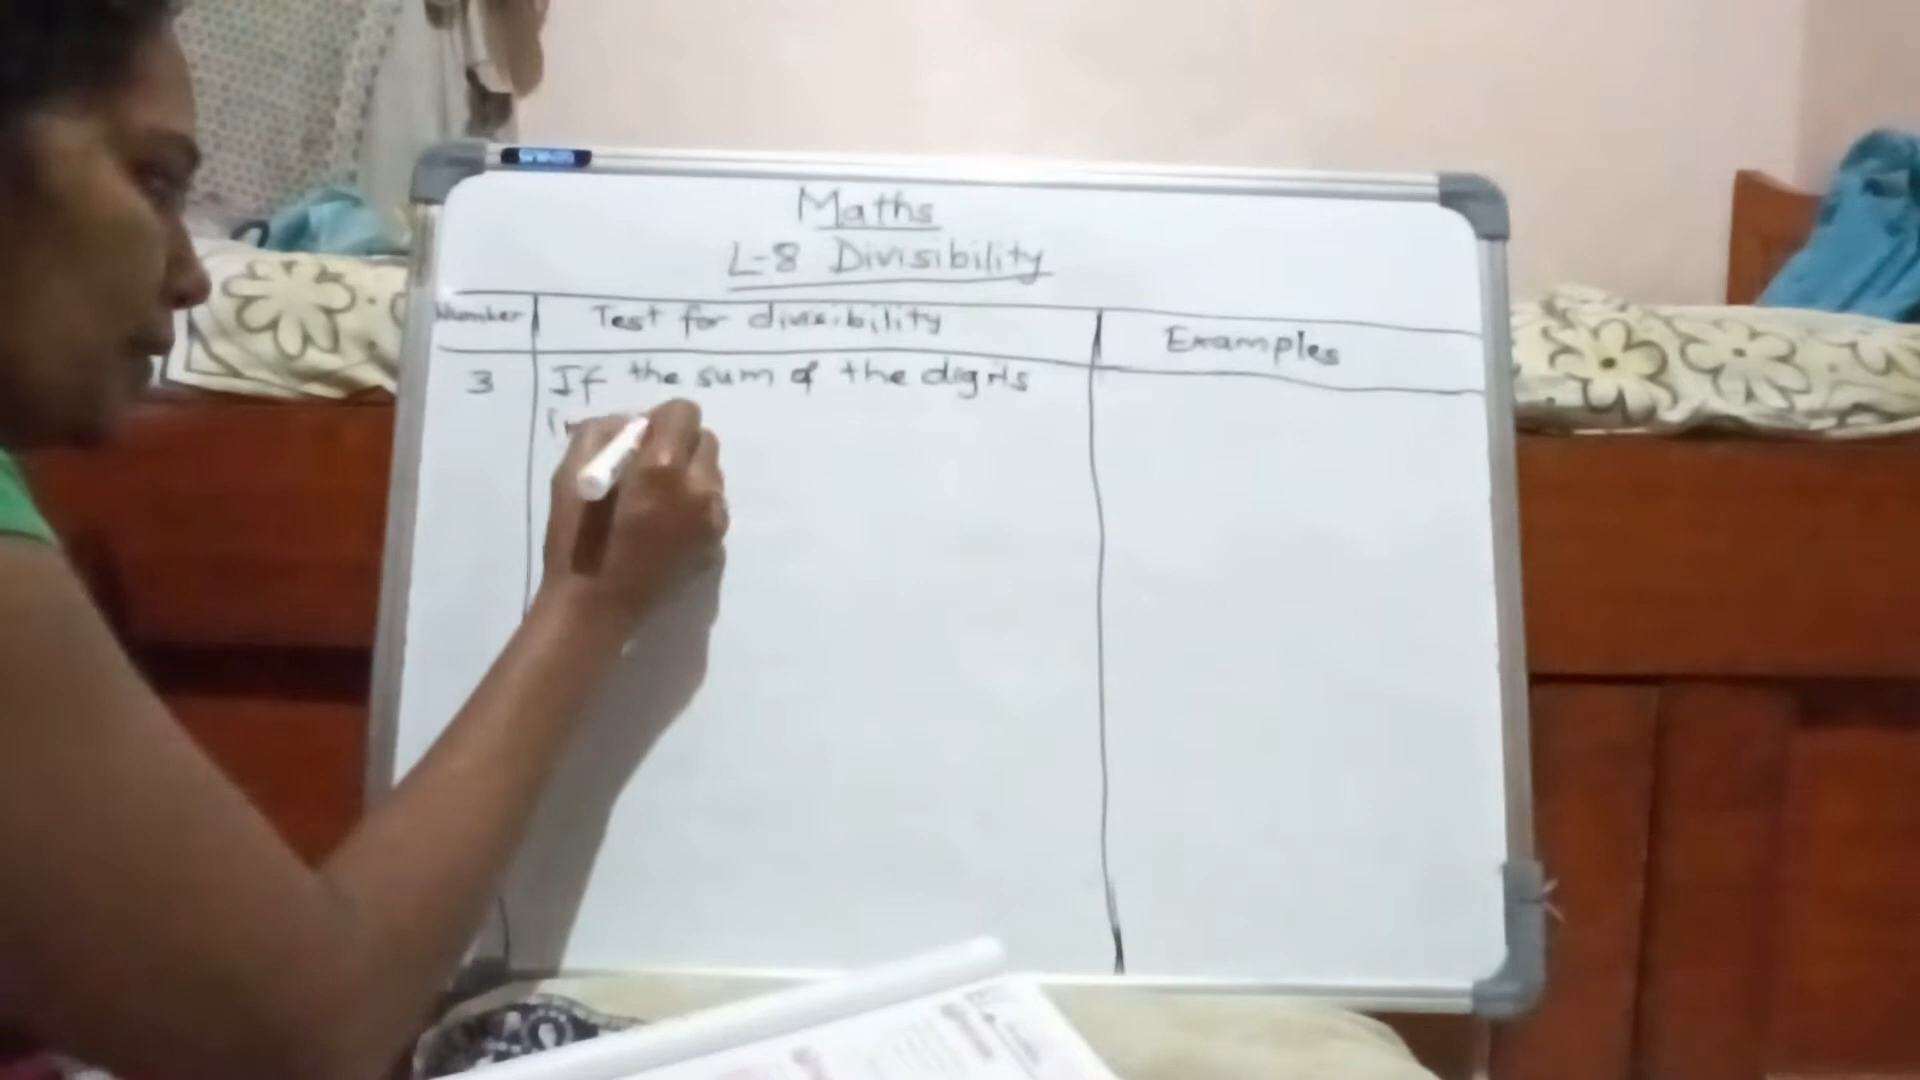 Maths
L-8 Divisibility
Number Test for divisibility Examples
3 If the sum of the digits